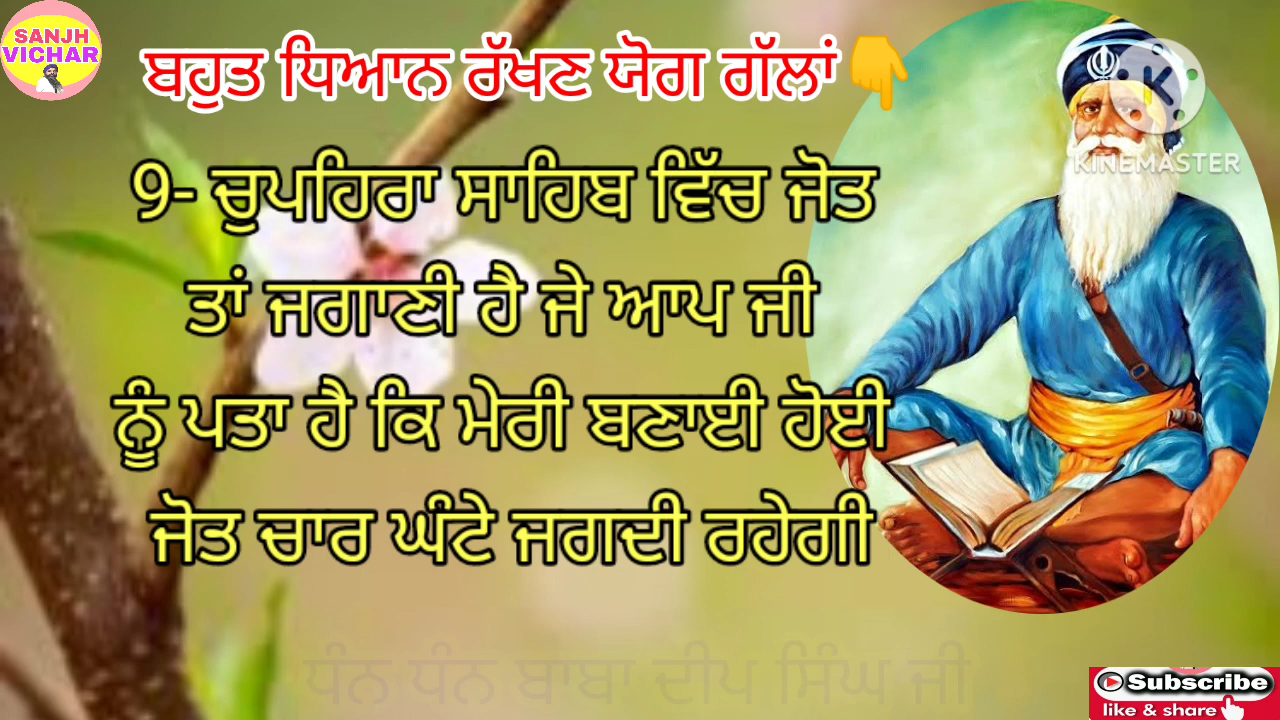 SANJH
VICHAR
ਬਹੁਤ ਧਿਆਨ ਰੱਖਣ ਯੋਗ ਗੱਲਾਂ👇
9- ਚੁਪਹਿਰਾ ਸਾਹਿਬ ਵਿੱਚ ਜੋਤ
ਤਾਂ ਜਗਾਣੀ ਹੈ ਜੇ ਆਪ ਜੀ
ਨੂੰ ਪਤਾ ਹੈ ਕਿ ਮੇਰੀ ਬਣਾਈ ਹੋਈ
ਜੋਤ ਚਾਰ ਘੰਟੇ ਜਗਦੀ ਰਹੇਗੀ
ਧੰਨ ਧੰਨ ਬਾਬਾ ਦੀਪ ਸਿੰਘ ਜੀ
K
KINEMASTER
Subscribe
like & share